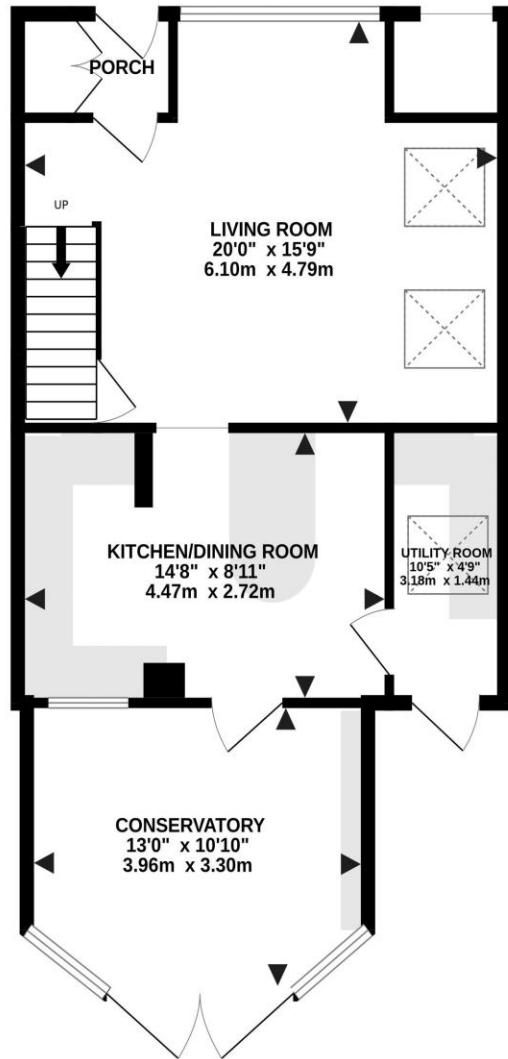 PORCH
UP
LIVING ROOM
20'0" x 15'9"
6.10m x 4.79m
KITCHEN/DINING ROOM
14'8" x 8'11"
4.47m x 2.72m
UTILITY ROOM
10'5" x 4'9"
3.18m x 1.44m
CONSERVATORY
13'0" x 10'10"
3.96m x 3.30m